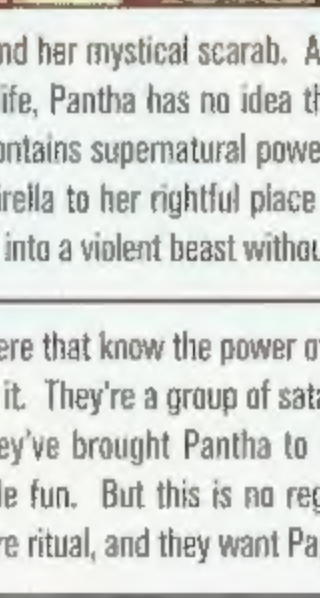 nd her mystical scarab. A
ife, Pantha has no idea th
ontains supernatural powe
irella to her rightful place
into a violent beast withou
ere that know the power o
it. They're a group of sata
ey've brought Pantha to
le fun. But this is no reg
re ritual, and they want Pa